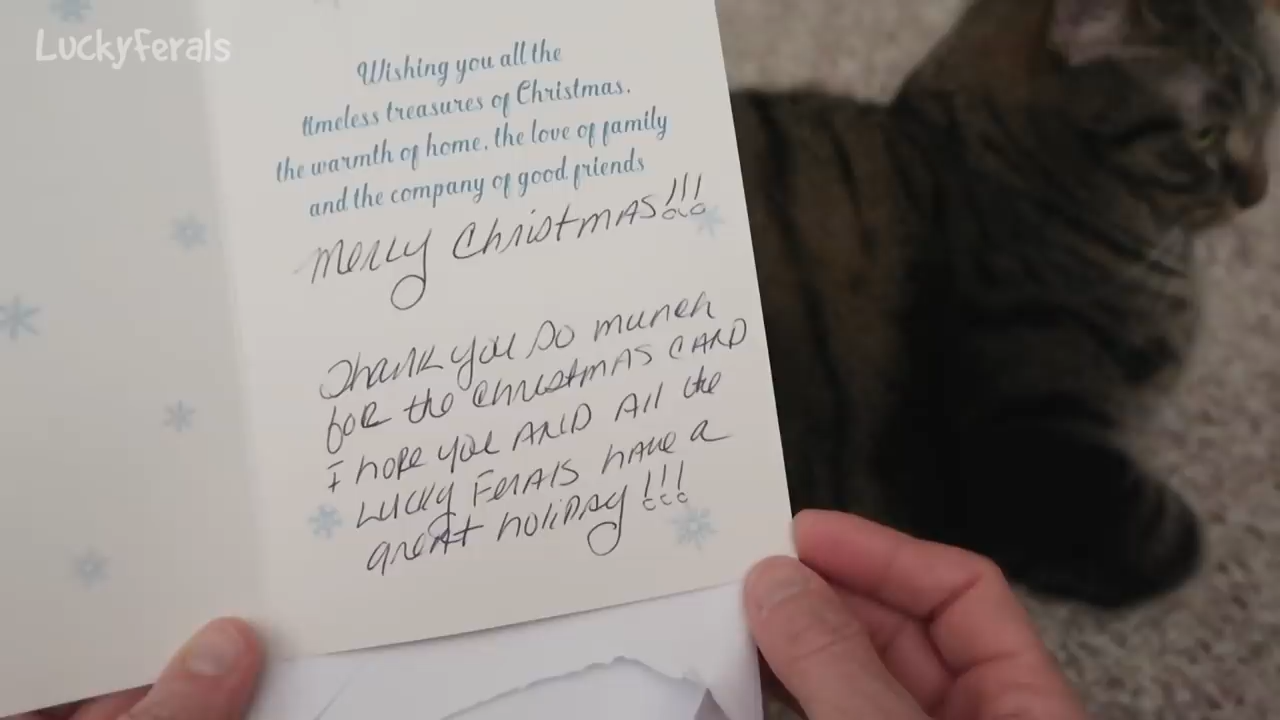 LuckyFerals
Wishing you all the
timeless treasures of Christmas,
the warmth of home, the love of family
and the company of good friends
Merry Christmas!!!
Thank you so munch
for the Christmas Card
I hope you and all the
Lucky Ferals have a
great holiday!!!